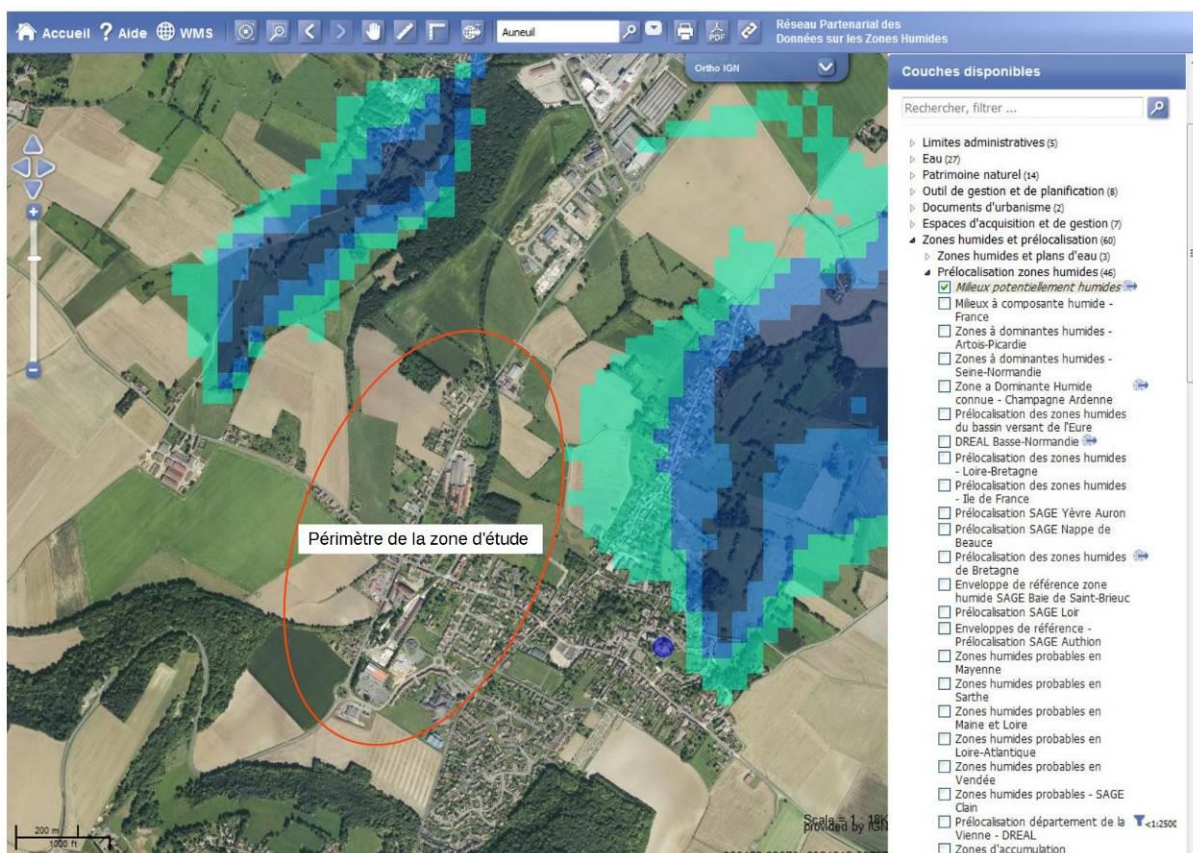 Accueil ? Aide WMS
Auneuil
PDF
Réseau Partenarial des
Données sur les Zones Humides
Ortho IGN
Périmètre de la zone d'étude
200 m
1000 ft
Scale = 1 : 18K
provided by IGN
Couches disponibles
Rechercher, filtrer ...
Limites administratives (5)
Eau (27)
Patrimoine naturel (14)
Outil de gestion et de planification (8)
Documents d'urbanisme (2)
Espaces d'acquisition et de gestion (7)
Zones humides et prélocalisation (60)
Zones humides et plans d'eau (3)
Prélocalisation zones humides (46)
Milieux potentiellement humides
Milieux à composante humide -
France
Zones à dominantes humides -
Artois-Picardie
Zones à dominantes humides -
Seine-Normandie
Zone a Dominante Humide
connue - Champagne Ardenne
Prélocalisation des zones humides
du bassin versant de l'Eure
DREAL Basse-Normandie
Prélocalisation des zones humides
- Loire-Bretagne
Prélocalisation des zones humides
- Ile de France
Prélocalisation SAGE Yèvre Auron
Prélocalisation SAGE Nappe de
Beauce
Prélocalisation des zones humides
de Bretagne
Enveloppe de référence zone
humide SAGE Baie de Saint-Brieuc
Prélocalisation SAGE Loir
Enveloppes de référence -
Prélocalisation SAGE Authion
Zones humides probables en
Mayenne
Zones humides probables en
Sarthe
Zones humides probables en
Maine et Loire
Zones humides probables en
Loire-Atlantique
Zones humides probables en
Vendée
Zones humides probables - SAGE
Clain
Prélocalisation département de la <1:2500
Vienne - DREAL
Zones d'accumulation